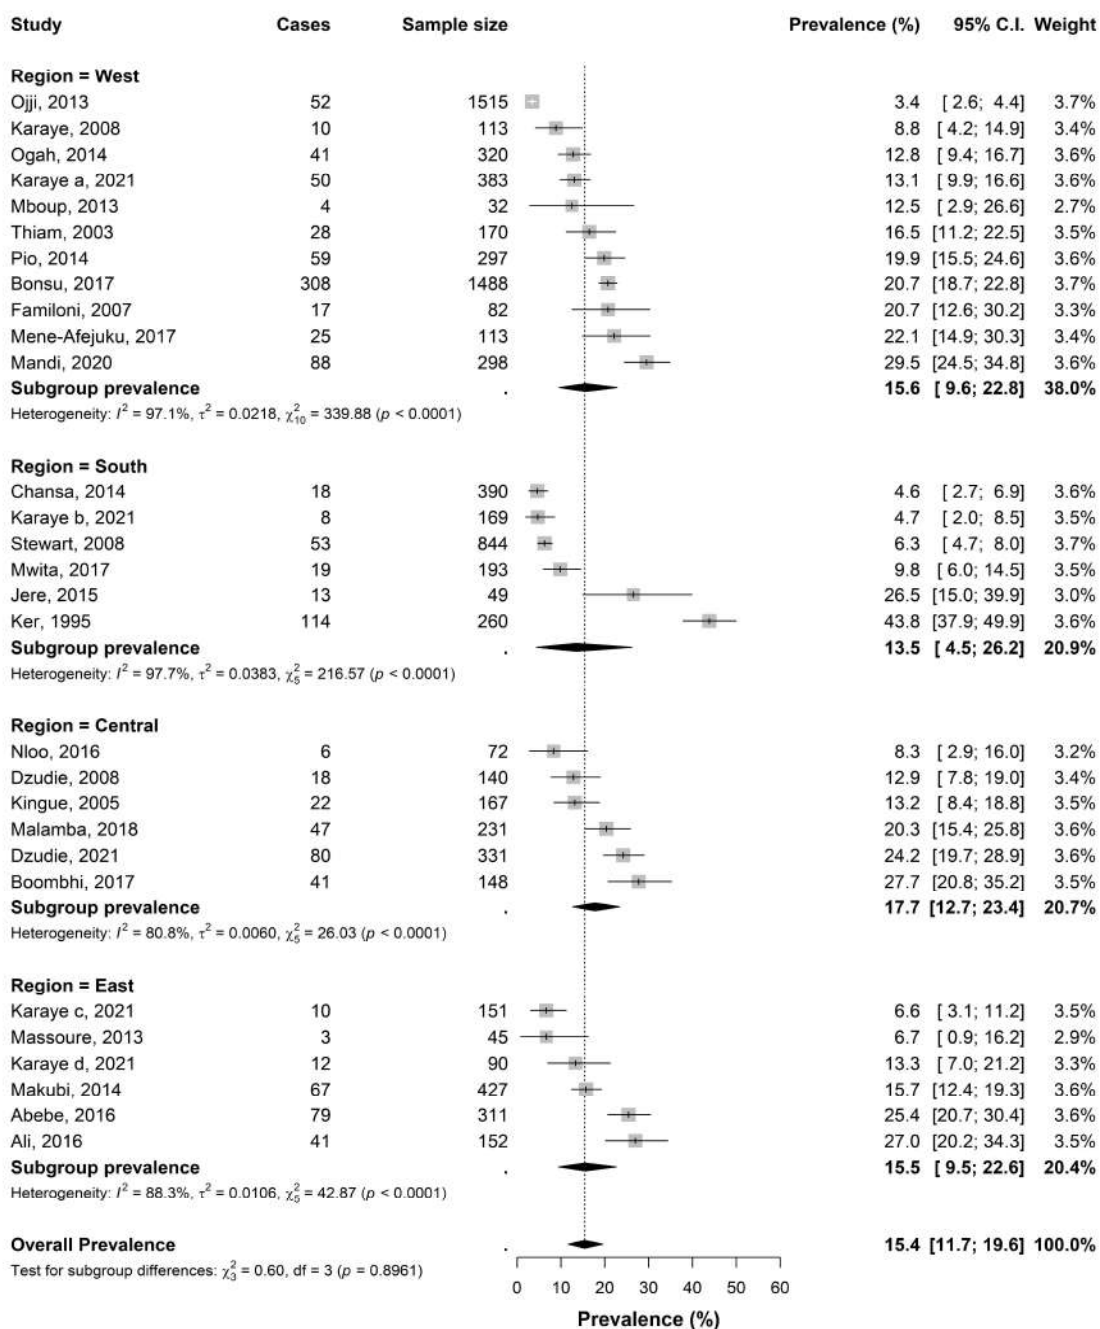 Study Cases Sample size Prevalence (%) 95% C.I. Weight
Region = West
Ojji, 2013 52 1515 3.4 [ 2.6; 4.4] 3.7%
Karaye, 2008 10 113 8.8 [ 4.2; 14.9] 3.4%
Ogah, 2014 41 320 12.8 [ 9.4; 16.7] 3.6%
Karaye a, 2021 50 383 13.1 [ 9.9; 16.6] 3.6%
Mboup, 2013 4 32 12.5 [ 2.9; 26.6] 2.7%
Thiam, 2003 28 170 16.5 [11.2; 22.5] 3.5%
Pio, 2014 59 297 19.9 [15.5; 24.6] 3.6%
Bonsu, 2017 308 1488 20.7 [18.7; 22.8] 3.7%
Familoni, 2007 17 82 20.7 [12.6; 30.2] 3.3%
Mene-Afejuku, 2017 25 113 22.1 [14.9; 30.3] 3.4%
Mandi, 2020 88 298 29.5 [24.5; 34.8] 3.6%
Subgroup prevalence . 15.6 [ 9.6; 22.8] 38.0%
Heterogeneity: I² = 97.1%, τ² = 0.0218, χ²₁₀ = 339.88 (p < 0.0001)
Region = South
Chansa, 2014 18 390 4.6 [ 2.7; 6.9] 3.6%
Karaye b, 2021 8 169 4.7 [ 2.0; 8.5] 3.5%
Stewart, 2008 53 844 6.3 [ 4.7; 8.0] 3.7%
Mwita, 2017 19 193 9.8 [ 6.0; 14.5] 3.5%
Jere, 2015 13 49 26.5 [15.0; 39.9] 3.0%
Ker, 1995 114 260 43.8 [37.9; 49.9] 3.6%
Subgroup prevalence . 13.5 [ 4.5; 26.2] 20.9%
Heterogeneity: I² = 97.7%, τ² = 0.0383, χ²₅ = 216.57 (p < 0.0001)
Region = Central
Nloo, 2016 6 72 8.3 [ 2.9; 16.0] 3.2%
Dzudie, 2008 18 140 12.9 [ 7.8; 19.0] 3.4%
Kingue, 2005 22 167 13.2 [ 8.4; 18.8] 3.5%
Malamba, 2018 47 231 20.3 [15.4; 25.8] 3.6%
Dzudie, 2021 80 331 24.2 [19.7; 28.9] 3.6%
Boombhi, 2017 41 148 27.7 [20.8; 35.2] 3.5%
Subgroup prevalence . 17.7 [12.7; 23.4] 20.7%
Heterogeneity: I² = 80.8%, τ² = 0.0060, χ²₅ = 26.03 (p < 0.0001)
Region = East
Karaye c, 2021 10 151 6.6 [ 3.1; 11.2] 3.5%
Massoure, 2013 3 45 6.7 [ 0.9; 16.2] 2.9%
Karaye d, 2021 12 90 13.3 [ 7.0; 21.2] 3.3%
Makubi, 2014 67 427 15.7 [12.4; 19.3] 3.6%
Abebe, 2016 79 311 25.4 [20.7; 30.4] 3.6%
Ali, 2016 41 152 27.0 [20.2; 34.3] 3.5%
Subgroup prevalence . 15.5 [ 9.5; 22.6] 20.4%
Heterogeneity: I² = 88.3%, τ² = 0.0106, χ²₅ = 42.87 (p < 0.0001)
Overall Prevalence . 15.4 [11.7; 19.6] 100.0%
Test for subgroup differences: χ²₃ = 0.60, df = 3 (p = 0.8961)
0 10 20 30 40 50 60
Prevalence (%)